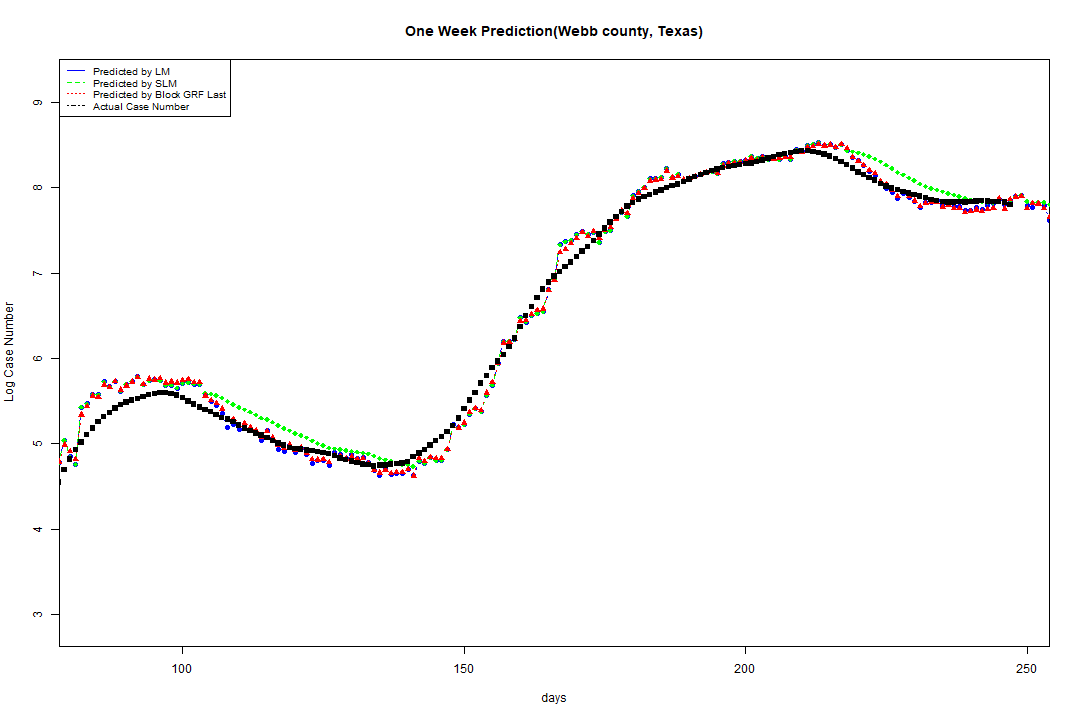 One Week Prediction(Webb county, Texas)
Predicted by LM
Predicted by SLM
Predicted by Block GRF Last
Actual Case Number
9
8
7
6
5
4
3
Log Case Number
100
150
200
250
days